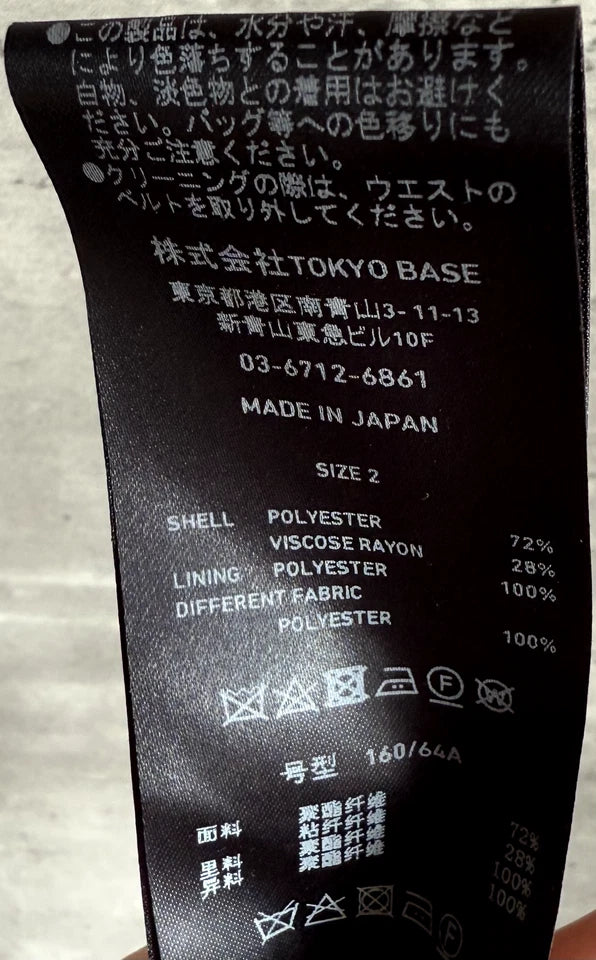 ●この製品は、水分や汗、摩擦など
により色落ちすることがあります。
白物、淡色物との着用はお避けく
ださい。バッグ等への色移りにも
充分ご注意ください。
●クリーニングの際は、ウエストの
ベルトを取り外してください。
株式会社TOKYO BASE
東京都港区南青山3-11-13
新青山東急ビル10F
03-6712-6861
MADE IN JAPAN
SIZE 2
SHELL POLYESTER 72%
VISCOSE RAYON 28%
LINING POLYESTER 100%
DIFFERENT FABRIC
POLYESTER 100%
F W
号型 160/64A
面料 聚酯纤维 72%
粘纤纤维 28%
里料 聚酯纤维 100%
异料 聚酯纤维 100%
F